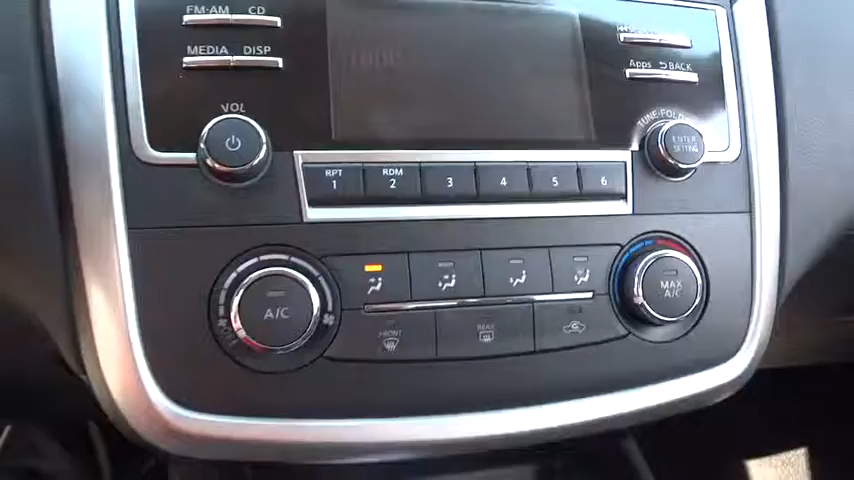 FM·AM CD
MEDIA DISP
Apps BACK
VOL
TUNE·FOLDER
ENTER
SETTING
RPT RDM
1 2 3 4 5 6
A/C
MAX
A/C
FRONT REAR